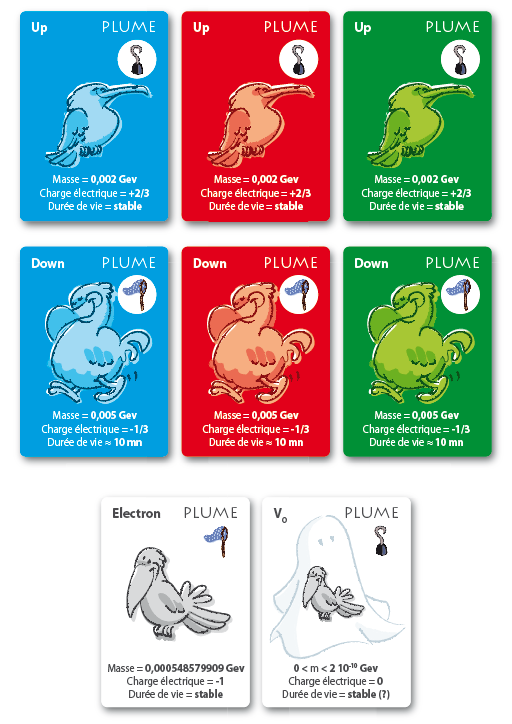 Up PLUME
Masse = 0,002 Gev
Charge électrique = +2/3
Durée de vie = stable
Up PLUME
Masse = 0,002 Gev
Charge électrique = +2/3
Durée de vie = stable
Up PLUME
Masse = 0,002 Gev
Charge électrique = +2/3
Durée de vie = stable
Down PLUME
Masse = 0,005 Gev
Charge électrique = -1/3
Durée de vie ≈ 10 mn
Down PLUME
Masse = 0,005 Gev
Charge électrique = -1/3
Durée de vie ≈ 10 mn
Down PLUME
Masse = 0,005 Gev
Charge électrique = -1/3
Durée de vie ≈ 10 mn
Electron PLUME
Masse = 0,000548579909 Gev
Charge électrique = -1
Durée de vie = stable
V₀ PLUME
0 < m < 2 10⁻¹⁰ Gev
Charge électrique = 0
Durée de vie = stable (?)